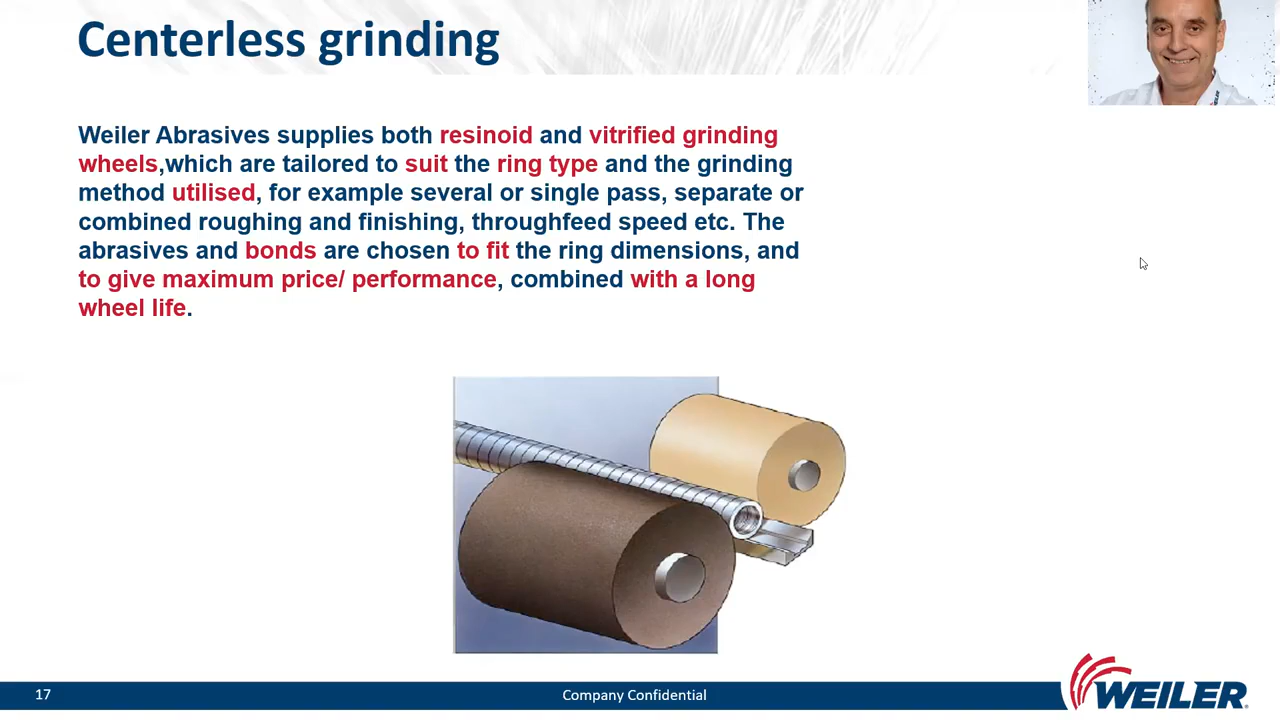 Centerless grinding
WEILER
Weiler Abrasives supplies both resinoid and vitrified grinding
wheels,which are tailored to suit the ring type and the grinding
method utilised, for example several or single pass, separate or
combined roughing and finishing, throughfeed speed etc. The
abrasives and bonds are chosen to fit the ring dimensions, and
to give maximum price/ performance, combined with a long
wheel life.
17
Company Confidential
WEILER